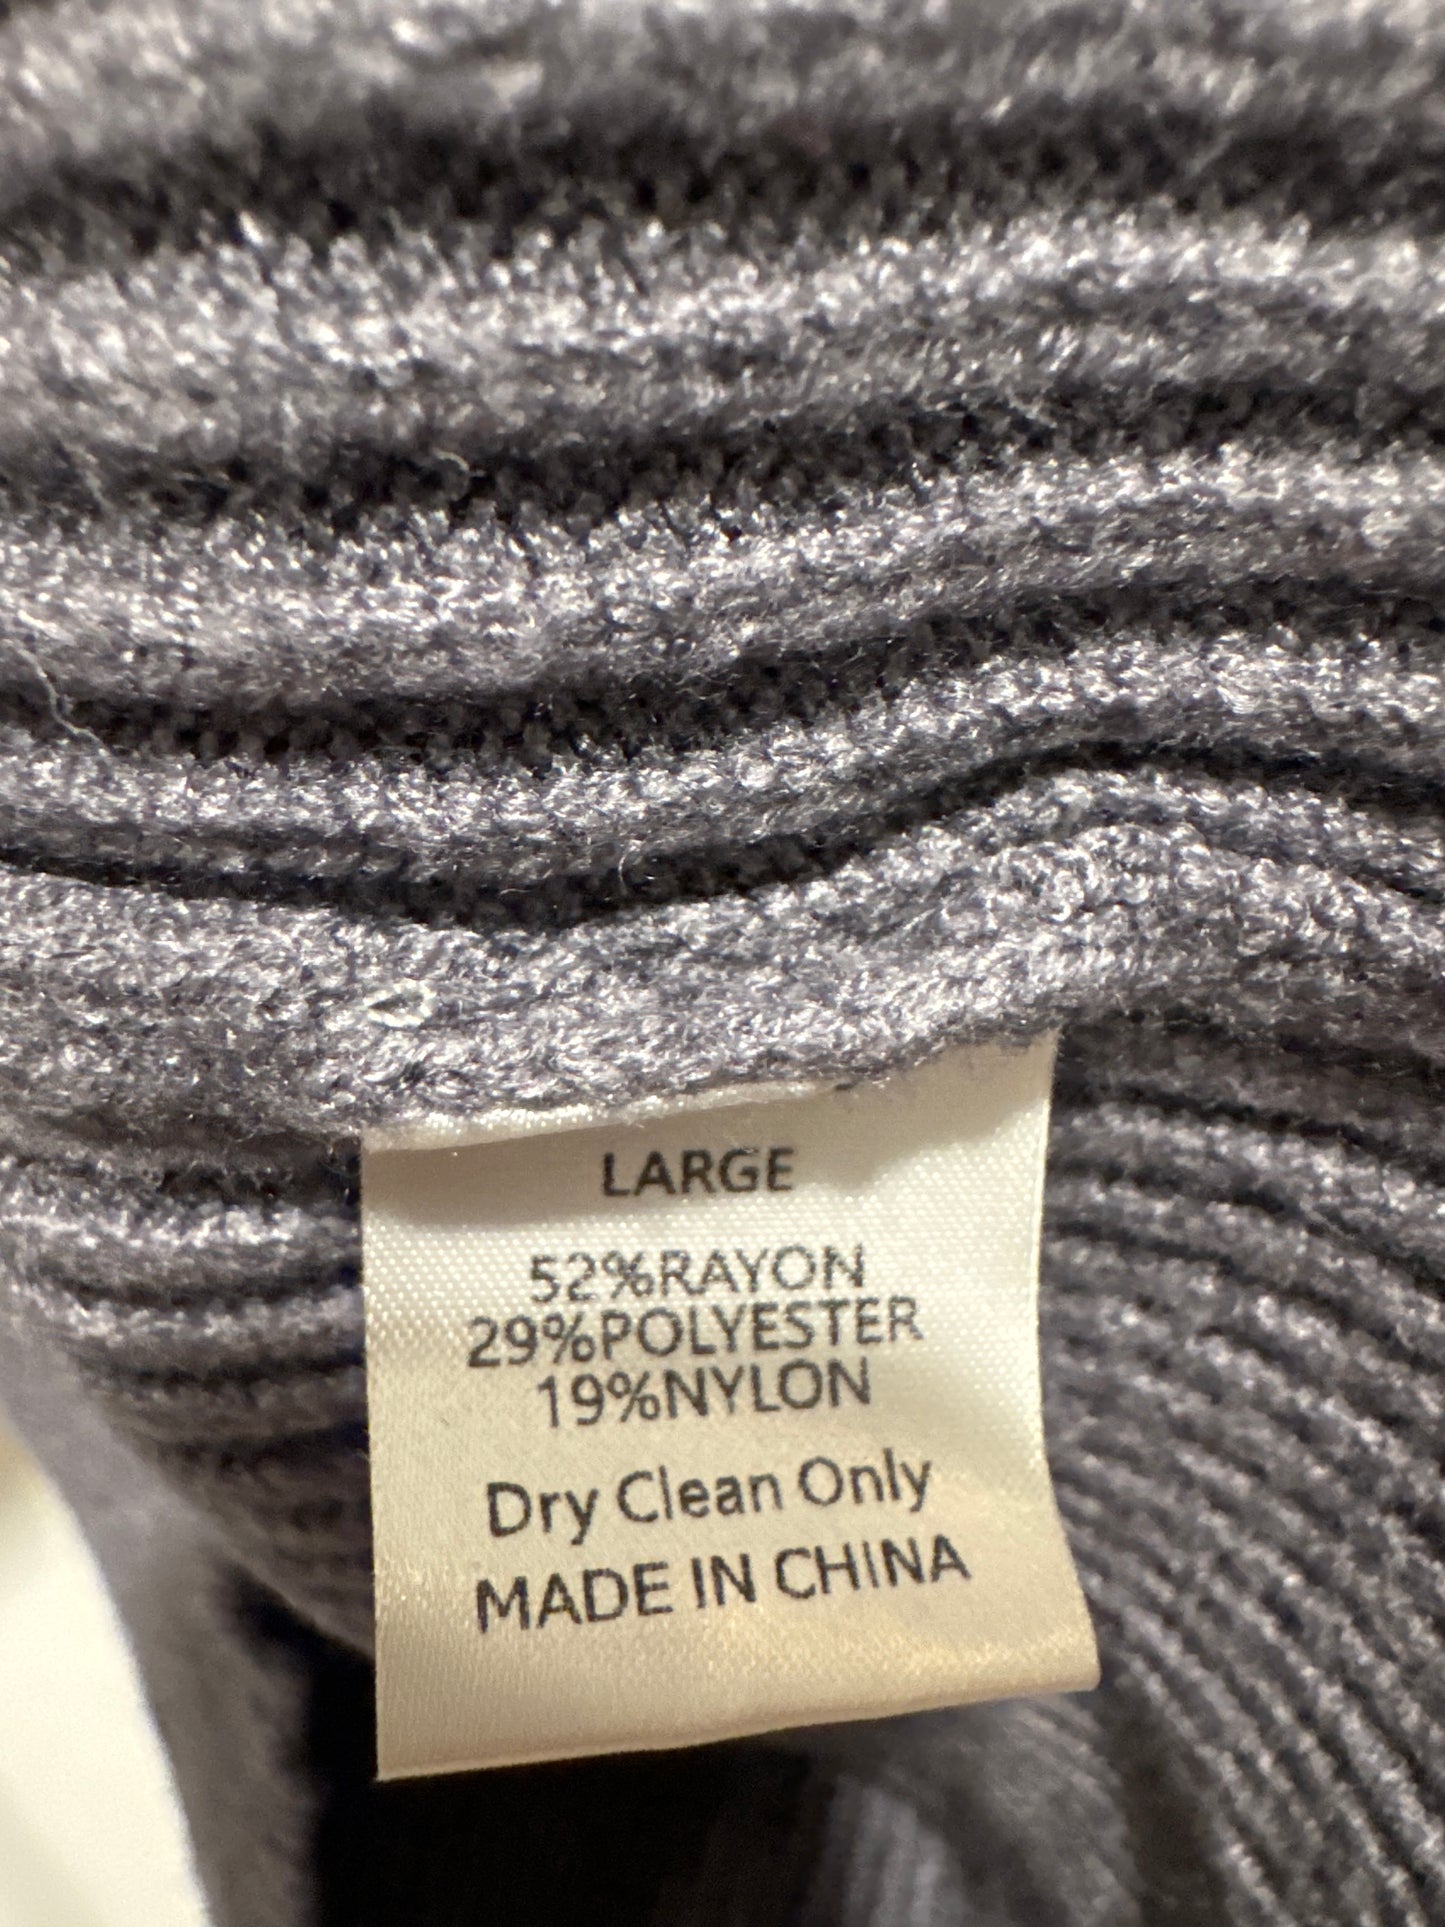 LARGE
52%RAYON
29%POLYESTER
19%NYLON
Dry Clean Only
MADE IN CHINA